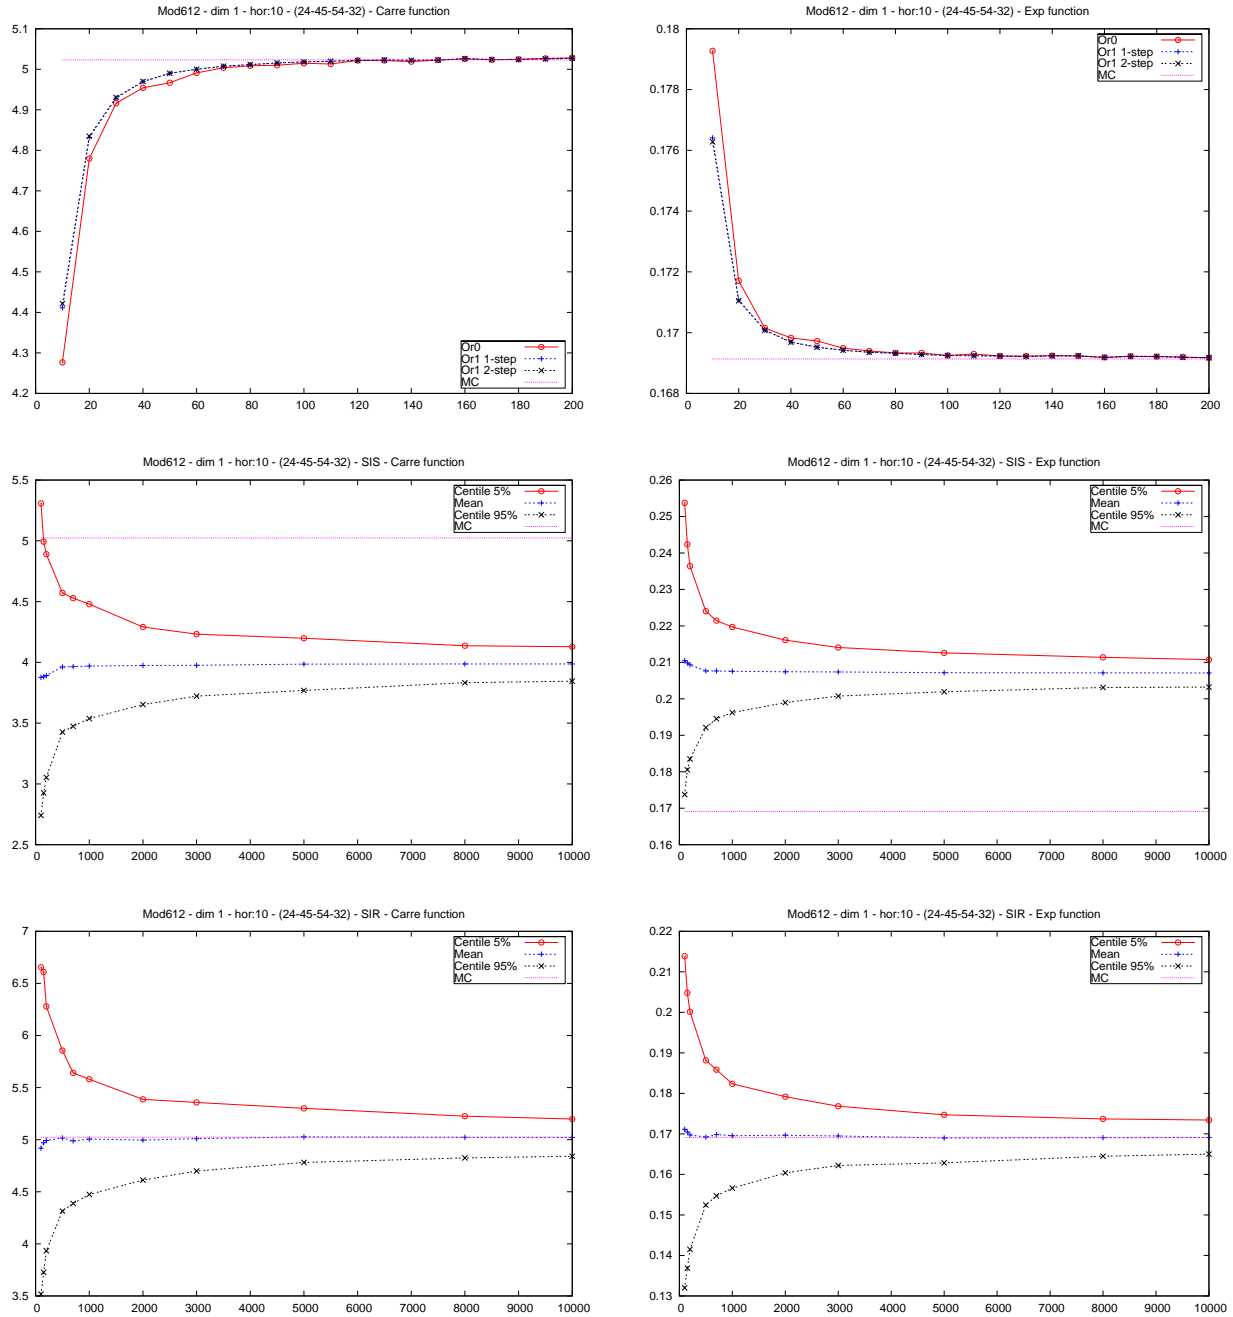 Mod612 - dim 1 - hor:10 - (24-45-54-32) - Carre function
5.1
5
4.9
4.8
4.7
4.6
4.5
4.4
4.3
4.2
0 20 40 60 80 100 120 140 160 180 200
Or0
Or1 1-step
Or1 2-step
MC
Mod612 - dim 1 - hor:10 - (24-45-54-32) - Exp function
0.18
0.178
0.176
0.174
0.172
0.17
0.168
0 20 40 60 80 100 120 140 160 180 200
Or0
Or1 1-step
Or1 2-step
MC
Mod612 - dim 1 - hor:10 - (24-45-54-32) - SIS - Carre function
5.5
5
4.5
4
3.5
3
2.5
0 1000 2000 3000 4000 5000 6000 7000 8000 9000 10000
Centile 5%
Mean
Centile 95%
MC
Mod612 - dim 1 - hor:10 - (24-45-54-32) - SIS - Exp function
0.26
0.25
0.24
0.23
0.22
0.21
0.2
0.19
0.18
0.17
0.16
0 1000 2000 3000 4000 5000 6000 7000 8000 9000 10000
Centile 5%
Mean
Centile 95%
MC
Mod612 - dim 1 - hor:10 - (24-45-54-32) - SIR - Carre function
7
6.5
6
5.5
5
4.5
4
3.5
0 1000 2000 3000 4000 5000 6000 7000 8000 9000 10000
Centile 5%
Mean
Centile 95%
MC
Mod612 - dim 1 - hor:10 - (24-45-54-32) - SIR - Exp function
0.22
0.21
0.2
0.19
0.18
0.17
0.16
0.15
0.14
0.13
0 1000 2000 3000 4000 5000 6000 7000 8000 9000 10000
Centile 5%
Mean
Centile 95%
MC